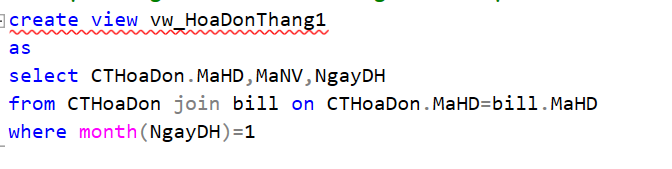 create view vw_HoaDonThang1
as
select CTHoaDon.MaHD,MaNV,NgayDH
from CTHoaDon join bill on CTHoaDon.MaHD=bill.MaHD
where month(NgayDH)=1